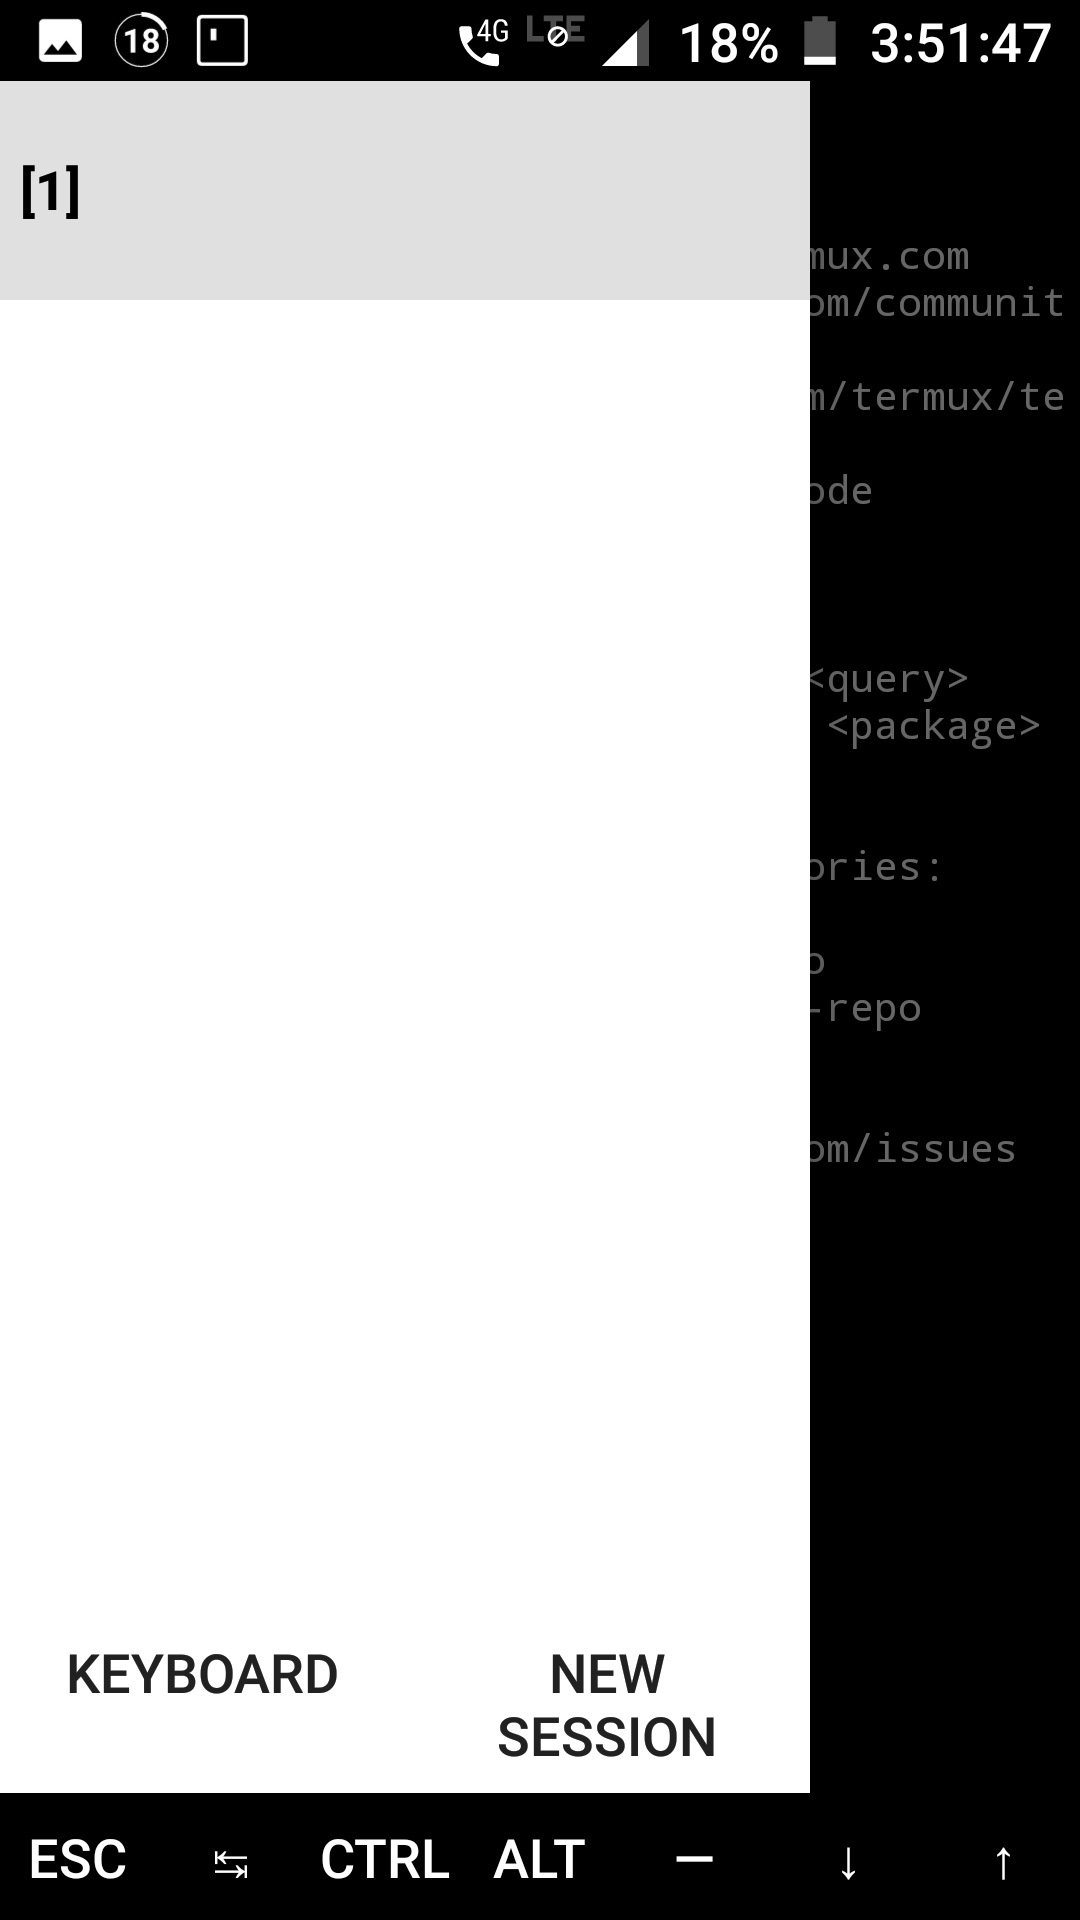 18 4G LTE 18% 3:51:47
[1]
mux.com
om/communit
m/termux/te
ode
<query>
<package>
ories:
o
-repo
om/issues
KEYBOARD NEW SESSION
ESC ↹ CTRL ALT — ↓ ↑